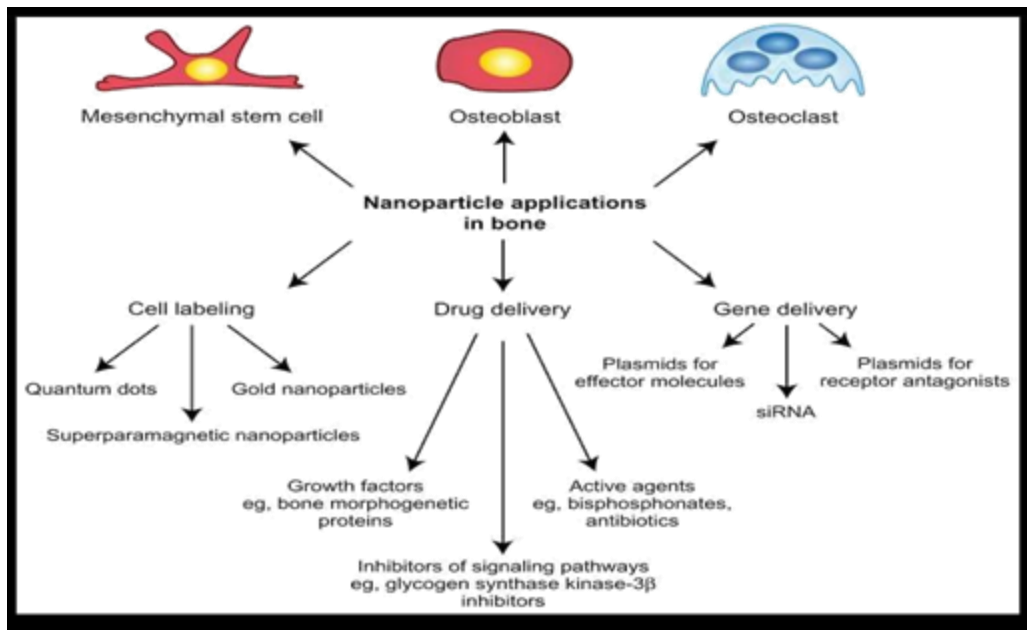 Mesenchymal stem cell
Osteoblast
Osteoclast
Nanoparticle applications
in bone
Cell labeling
Drug delivery
Gene delivery
Quantum dots
Gold nanoparticles
Superparamagnetic nanoparticles
Plasmids for
effector molecules
siRNA
Plasmids for
receptor antagonists
Growth factors
eg, bone morphogenetic
proteins
Active agents
eg, bisphosphonates,
antibiotics
Inhibitors of signaling pathways
eg, glycogen synthase kinase-3β
inhibitors